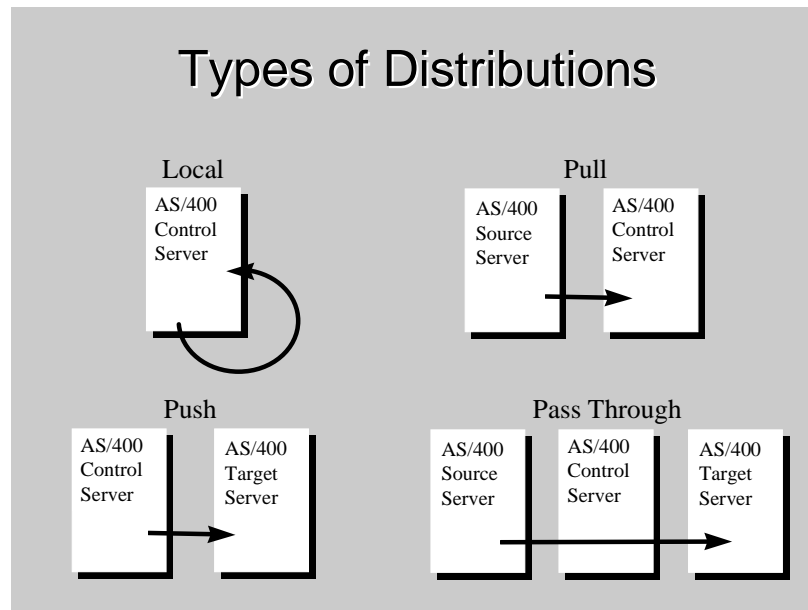 Types of Distributions
Local
AS/400
Control
Server
Pull
AS/400
Source
Server
AS/400
Control
Server
Push
AS/400
Control
Server
AS/400
Target
Server
Pass Through
AS/400
Source
Server
AS/400
Control
Server
AS/400
Target
Server